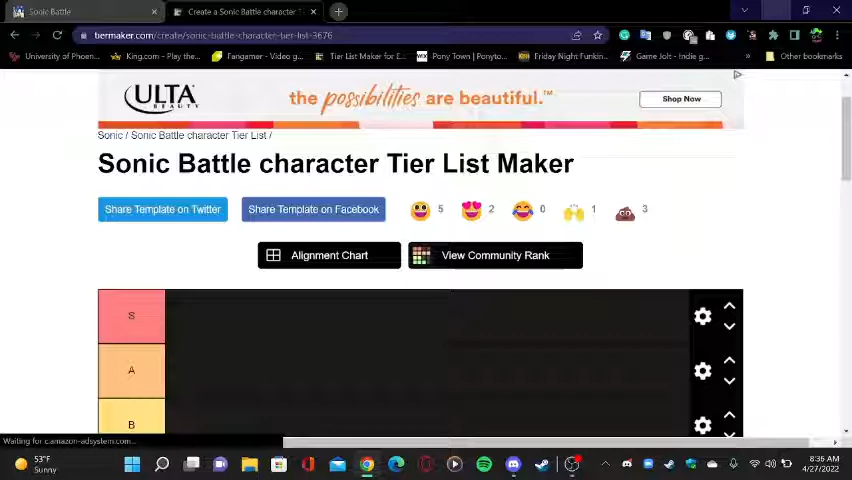 Sonic Battle
Create a Sonic Battle character T
tiermaker.com/create/sonic-battle-character-tier-list-3676
University of Phoen...
King.com - Play the...
Fangamer - Video g...
Tier List Maker for E...
Pony Town | Ponyto...
Friday Night Funkin...
Game Jolt - Indie g...
»
Other bookmarks
ULTA
BEAUTY
the possibilities are beautiful.™
Shop Now
Sonic / Sonic Battle character Tier List /
Sonic Battle character Tier List Maker
Share Template on Twitter
Share Template on Facebook
5
2
0
1
3
Alignment Chart
View Community Rank
S
A
B
Waiting for c.amazon-adsystem.com...
53°F
Sunny
8:36 AM
4/27/2022